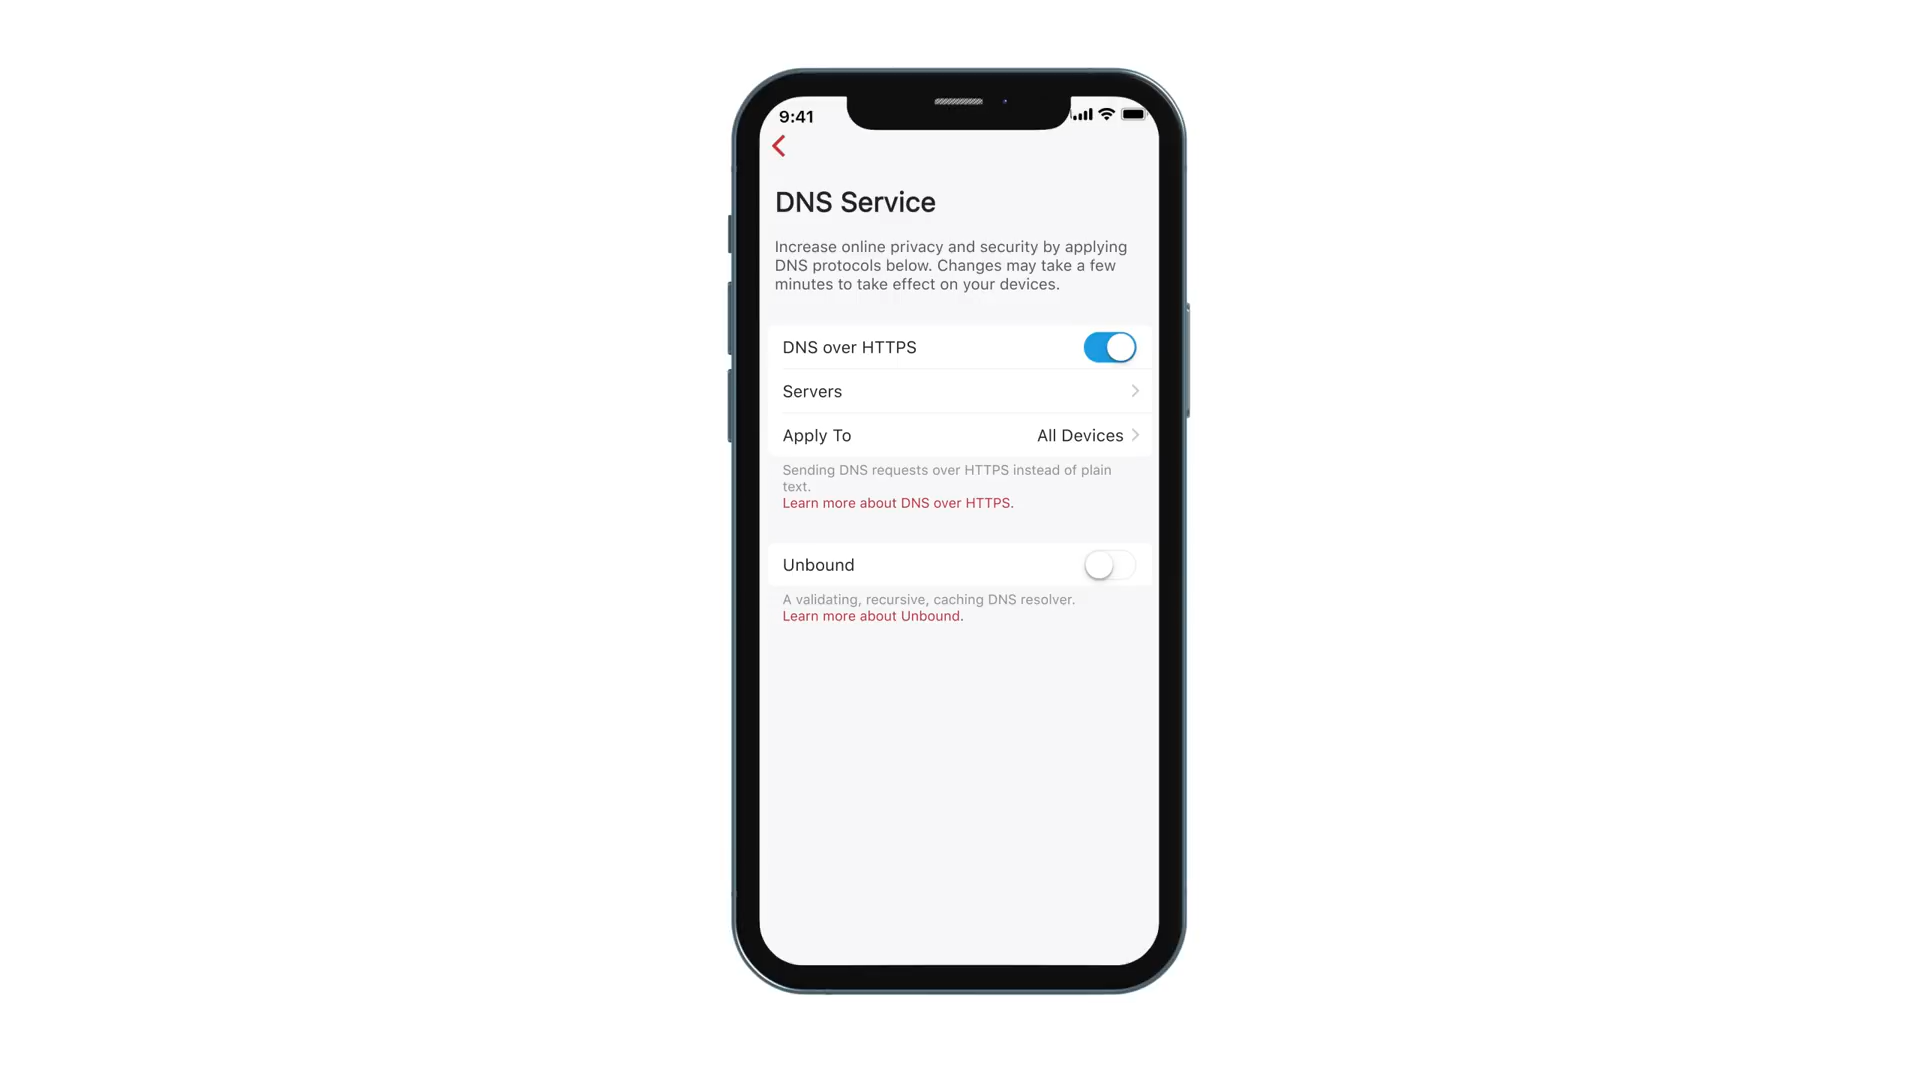 9:41
DNS Service
Increase online privacy and security by applying
DNS protocols below. Changes may take a few
minutes to take effect on your devices.
DNS over HTTPS
Servers
Apply To All Devices
Sending DNS requests over HTTPS instead of plain
text.
Learn more about DNS over HTTPS.
Unbound
A validating, recursive, caching DNS resolver.
Learn more about Unbound.